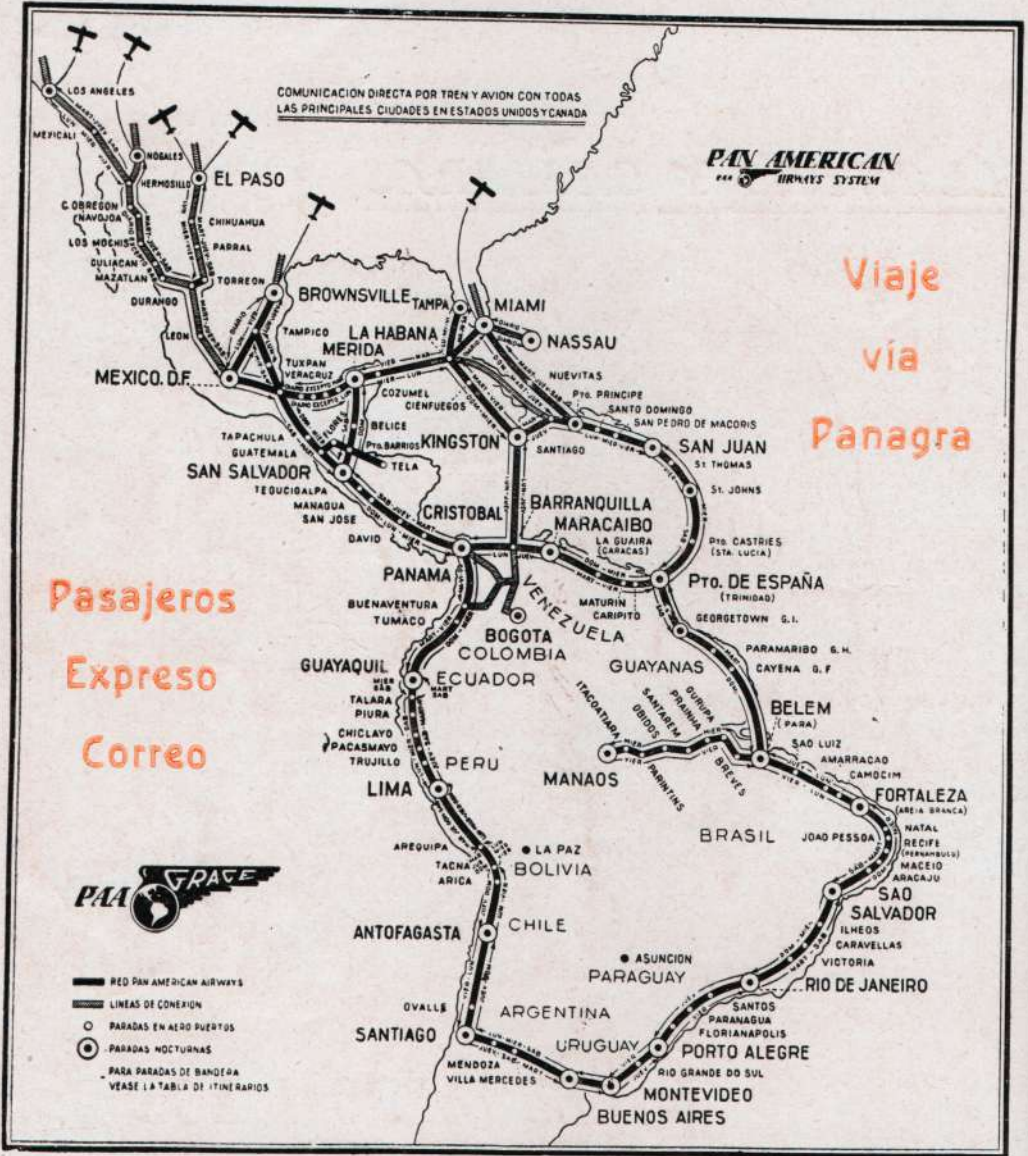 COMUNICACION DIRECTA POR TREN Y AVION CON TODAS
LAS PRINCIPALES CIUDADES EN ESTADOS UNIDOS Y CANADA
PAN AMERICAN
PAA AIRWAYS SYSTEM
Viaje
vía
Panagra
Pasajeros
Expreso
Correo
LOS ANGELES
MEXICALI
NOGALES
HERMOSILLO
EL PASO
C. OBREGON
(NAVOJOA
CHIHUAHUA
LOS MOCHIS
PARRAL
CULIACAN
MAZATLAN
TORREON
DURANGO
BROWNSVILLE
TAMPA
MIAMI
LEON
TAMPICO
LA HABANA
NASSAU
MERIDA
TUXPAN
VERACRUZ
MEXICO. D.F.
NUEVITAS
COZUMEL
CIENFUEGOS
PTO. PRINCIPE
SANTO DOMINGO
SAN PEDRO DE MACORIS
FLORES
BELICE
TAPACHULA
GUATEMALA
PTO. BARRIOS
KINGSTON
SANTIAGO
SAN JUAN
ST THOMAS
SAN SALVADOR
TELA
ST. JOHNS
TEGUCIGALPA
MANAGUA
SAN JOSE
CRISTOBAL
BARRANQUILLA
MARACAIBO
DAVID
LA GUAIRA
(CARACAS)
PTO. CASTRIES
(STA. LUCIA)
PANAMA
PTO. DE ESPAÑA
(TRINIDAD)
BUENAVENTURA
TUMACO
VENEZUELA
MATURIN
CARIPITO
GEORGETOWN G.I.
BOGOTA
COLOMBIA
PARAMARIBO G.H.
CAYENA G.F
GUAYAQUIL
ECUADOR
GUAYANAS
MIER
SAB
MART
SAB
TALARA
PIURA
ITACOATIARA
OBIDOS
SANTAREM
PRAINHA
GURUPA
BELEM
(PARA)
CHICLAYO
PACASMAYO
TRUJILLO
SAO LUIZ
AMARRACAO
CAMOCIM
PERU
MANAOS
PARINTINS
BREVES
LIMA
FORTALEZA
(AREIA BRANCA)
BRASIL
JOAO PESSOA
NATAL
RECIFE
(PERNAMBUCO)
MACEIO
ARACAJU
AREQUIPA
LA PAZ
TACNA
BOLIVIA
ARICA
PAA GRACE
SAO
SALVADOR
CHILE
ANTOFAGASTA
ILHEOS
CARAVELLAS
VICTORIA
ASUNCION
PARAGUAY
RIO DE JANEIRO
OVALLE
ARGENTINA
SANTOS
PARANAGUA
FLORIANAPOLIS
SANTIAGO
URUGUAY
PORTO ALEGRE
MENDOZA
VILLA MERCEDES
RIO GRANDE DO SUL
MONTEVIDEO
BUENOS AIRES
RED PAN AMERICAN AIRWAYS
LINEAS DE CONEXION
PARADAS EN AERO PUERTOS
PARADAS NOCTURNAS
PARA PARADAS DE BANDERA
VEASE LA TABLA DE ITINERARIOS